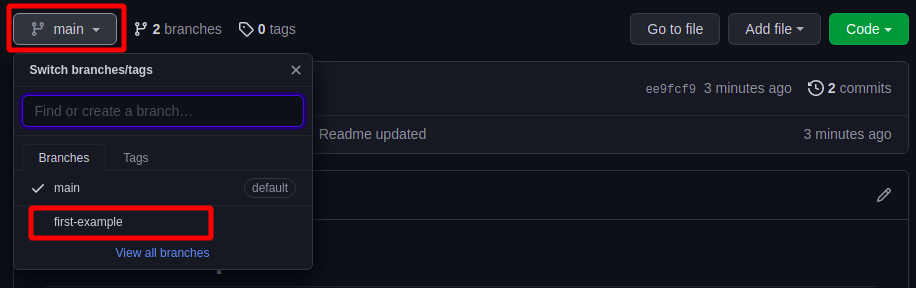 main 2 branches 0 tags Go to file Add file Code
Switch branches/tags
ee9fcf9 3 minutes ago 2 commits
Find or create a branch…
Readme updated 3 minutes ago
Branches Tags
main default
first-example
View all branches